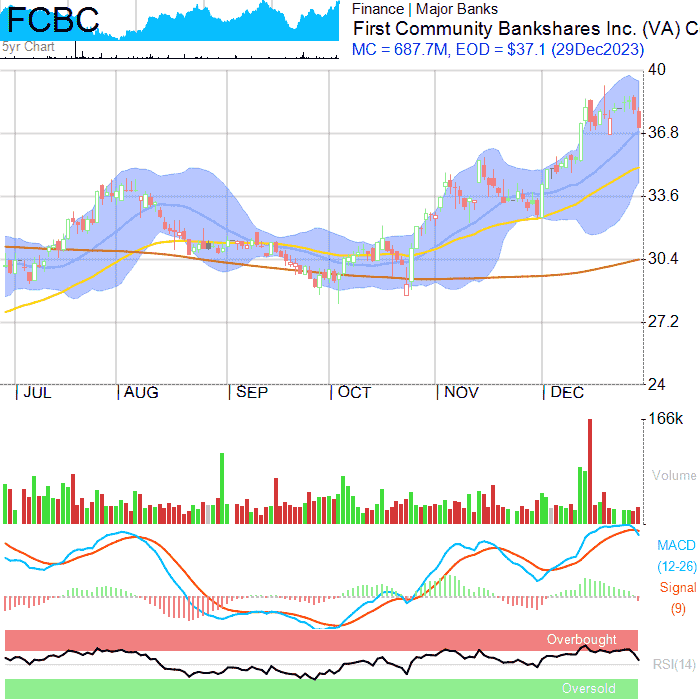 FCBC
5yr Chart
Finance | Major Banks
First Community Bankshares Inc. (VA) C
MC = 687.7M, EOD = $37.1 (29Dec2023)
40
36.8
33.6
30.4
27.2
24
JUL AUG SEP OCT NOV DEC
166k
Volume
MACD
(12-26)
Signal
(9)
Overbought
RSI(14)
Oversold